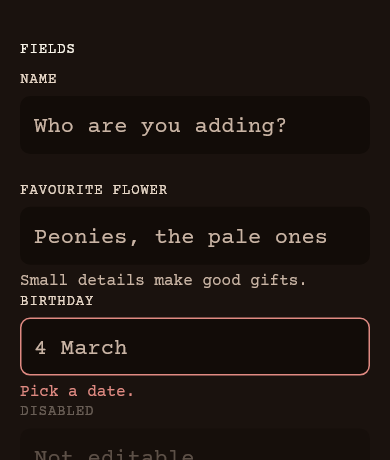 FIELDS
NAME
Who are you adding?
FAVOURITE FLOWER
Peonies, the pale ones
Small details make good gifts.
BIRTHDAY
4 March
Pick a date.
DISABLED
Not editable